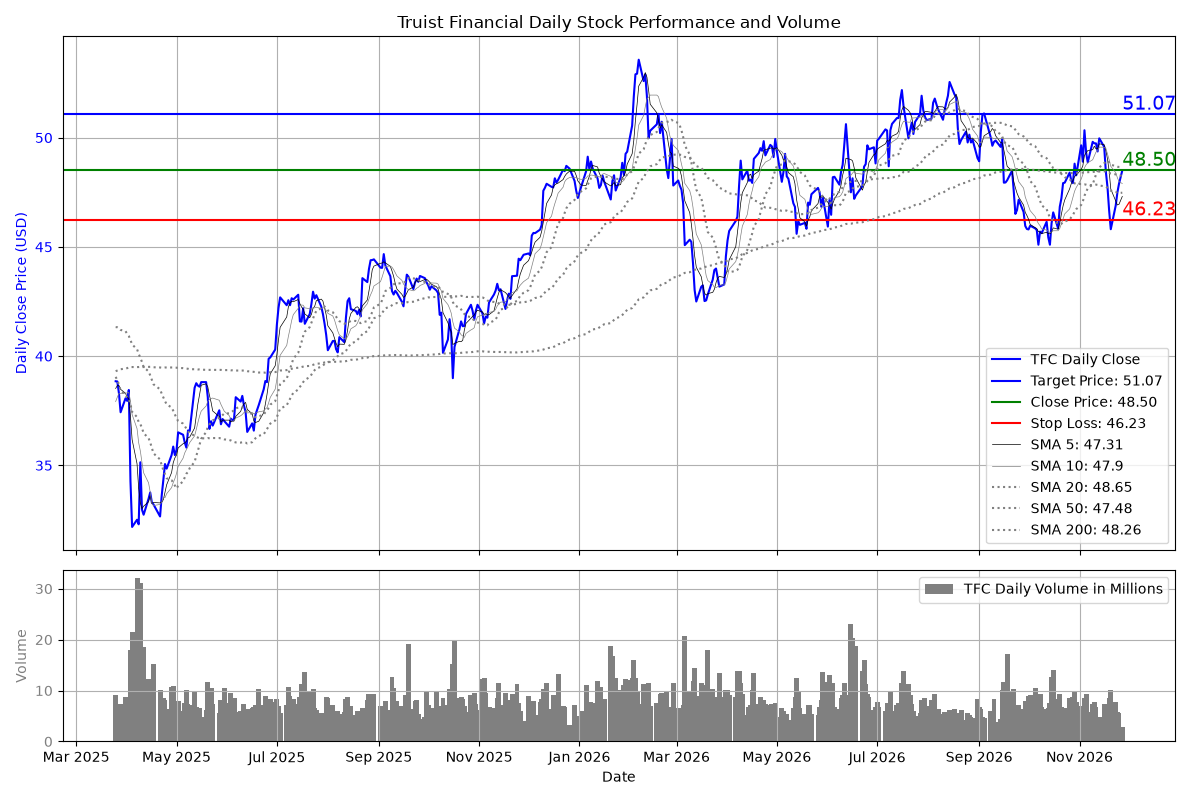 Truist Financial Daily Stock Performance and Volume
Daily Close Price (USD)
50
45
40
35
51.07
48.50
46.23
TFC Daily Close
Target Price: 51.07
Close Price: 48.50
Stop Loss: 46.23
SMA 5: 47.31
SMA 10: 47.9
SMA 20: 48.65
SMA 50: 47.48
SMA 200: 48.26
Volume
30
20
10
0
TFC Daily Volume in Millions
Mar 2025 May 2025 Jul 2025 Sep 2025 Nov 2025 Jan 2026 Mar 2026 May 2026 Jul 2026 Sep 2026 Nov 2026
Date